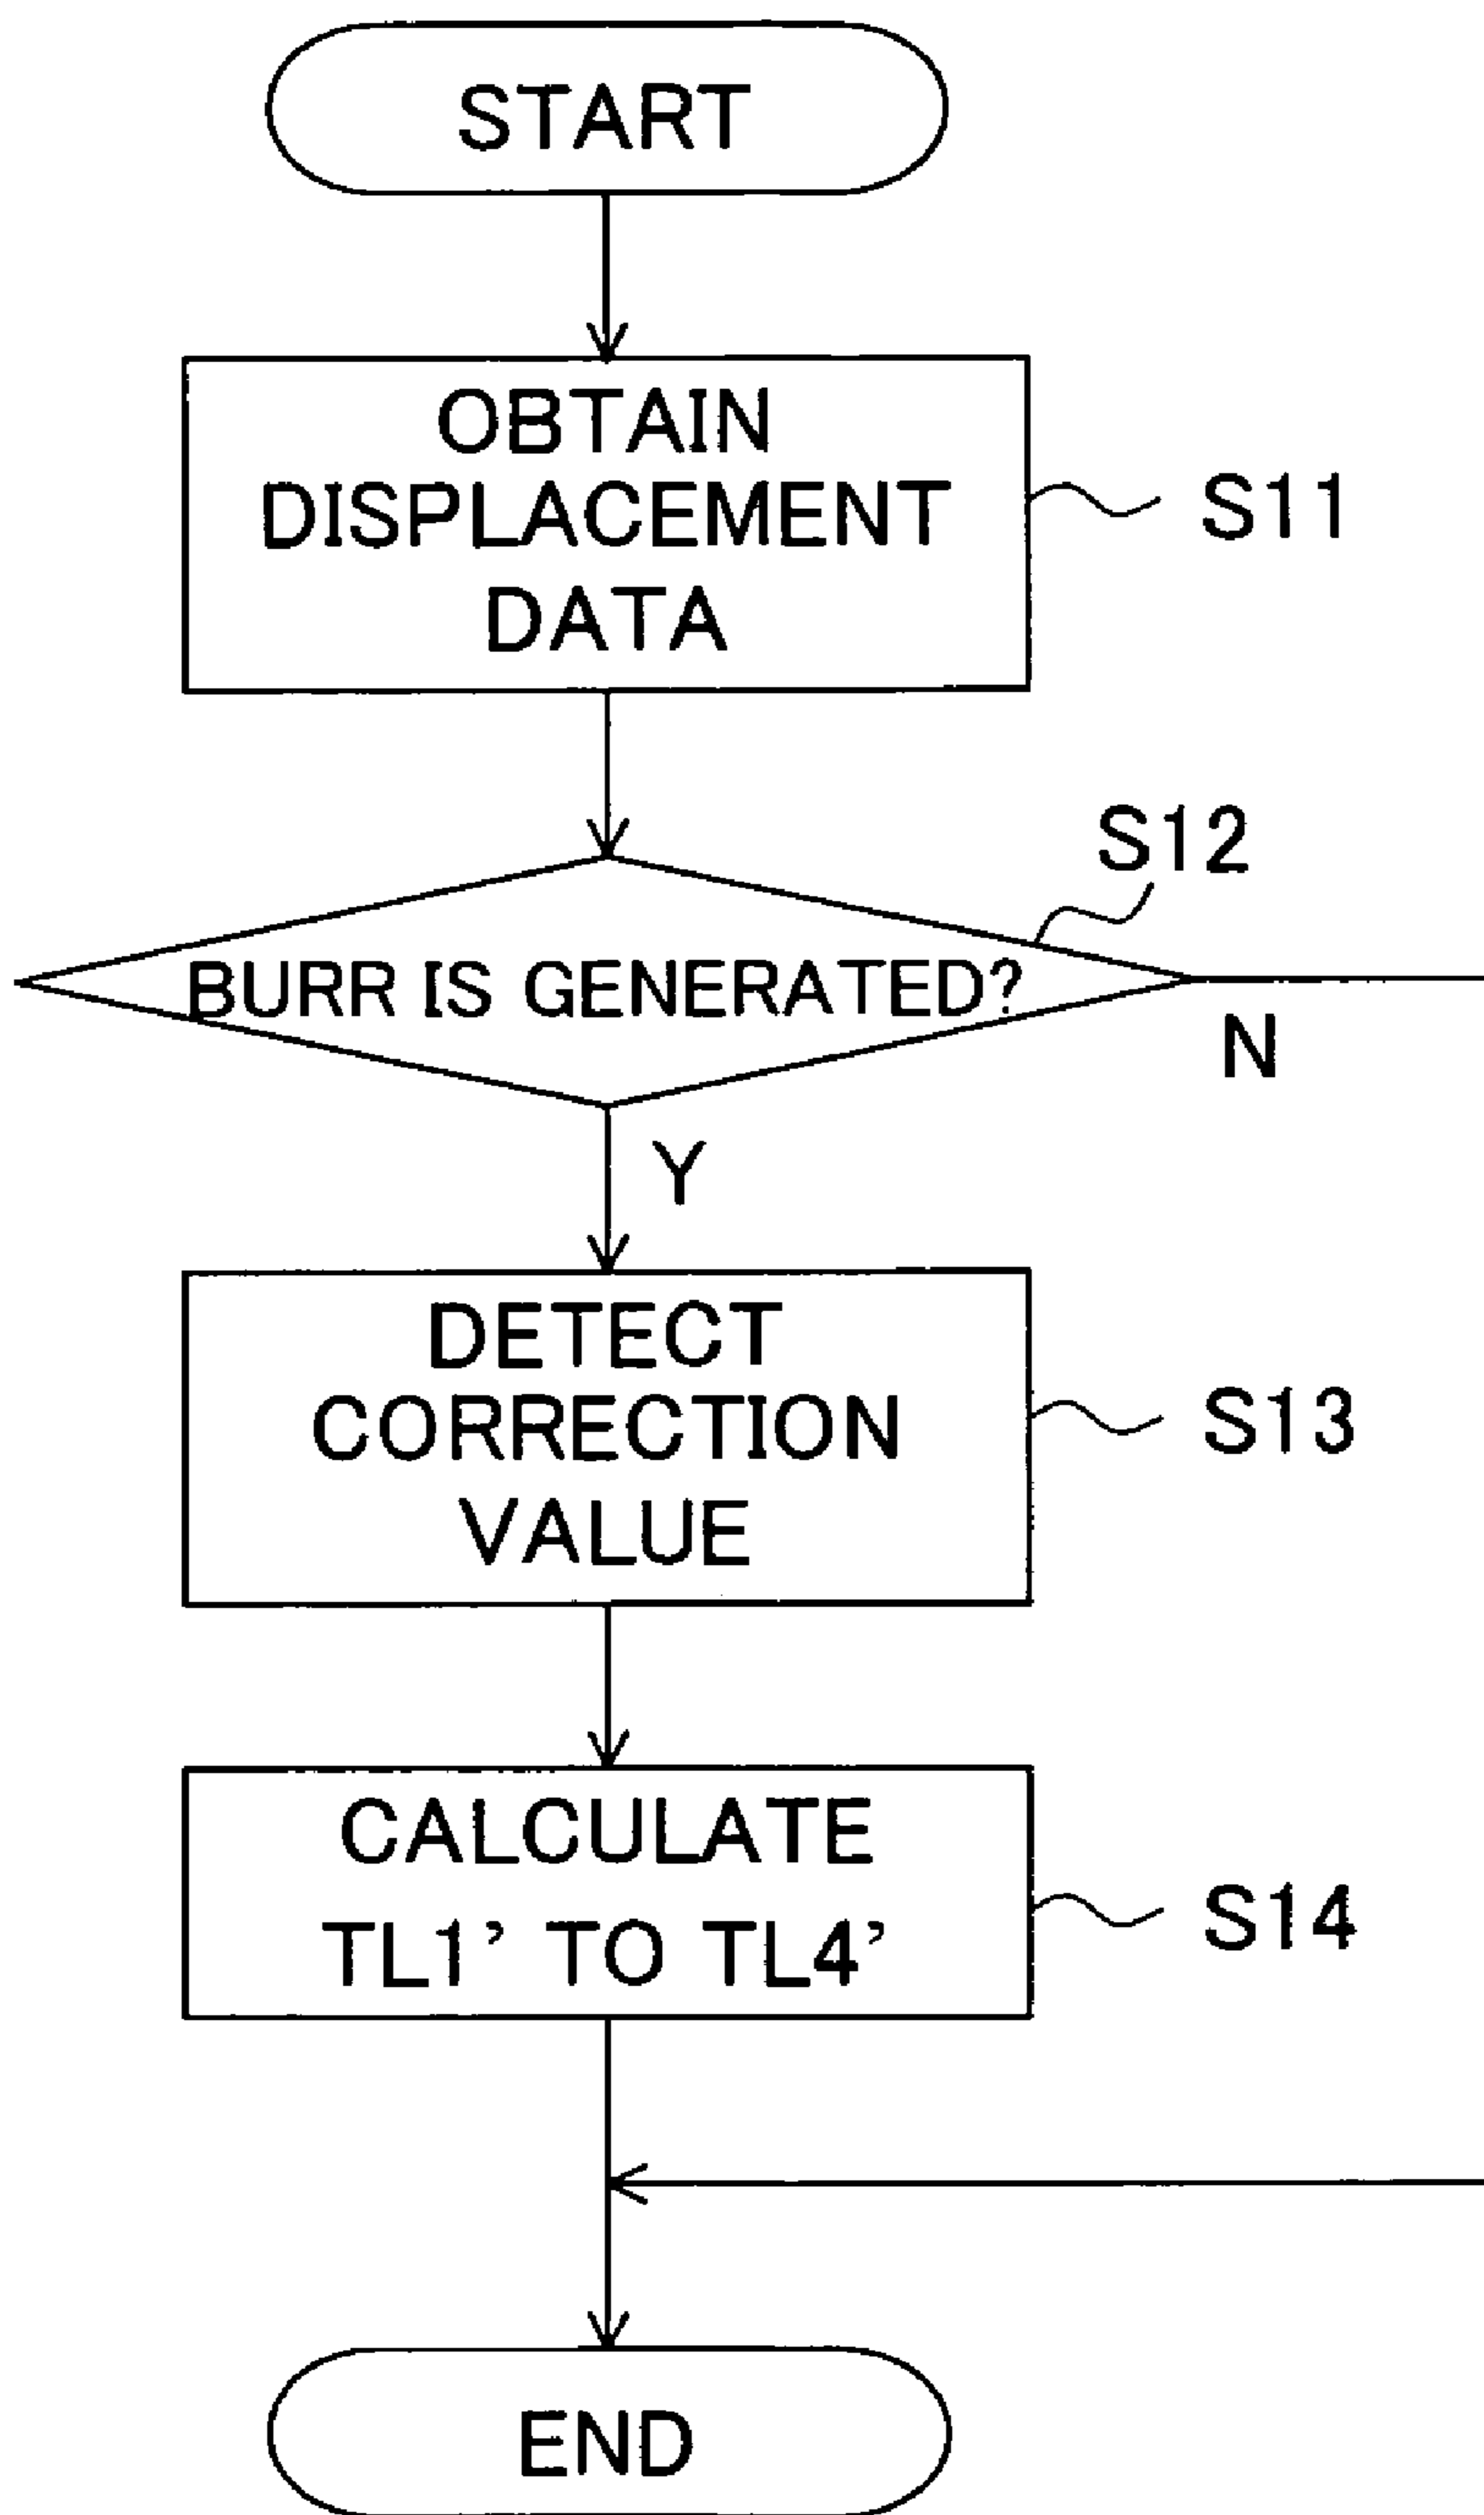 START
OBTAIN
DISPLACEMENT
DATA
S11
S12
BURR IS GENERATED?
N
Y
DETECT
CORRECTION
VALUE
S13
CALCULATE
TL1’ TO TL4’
S14
END